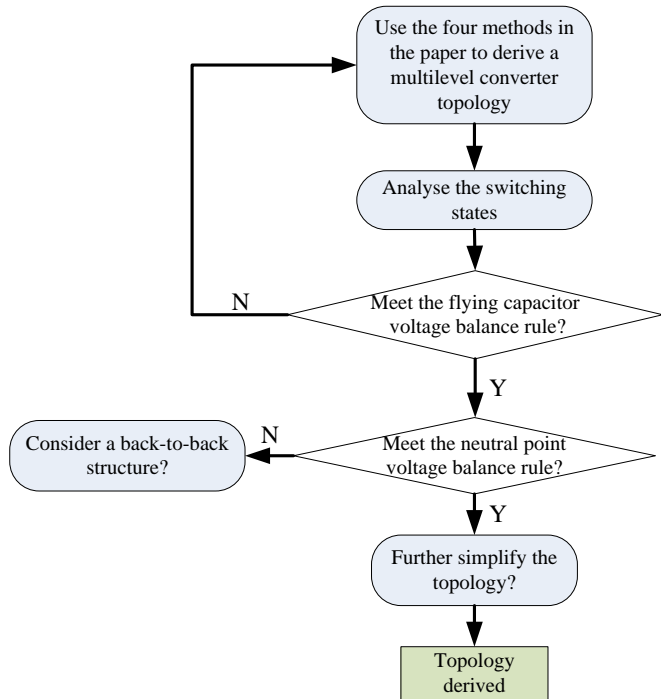 Use the four methods in
the paper to derive a
multilevel converter
topology
Analyse the switching
states
N
Meet the flying capacitor
voltage balance rule?
Y
Consider a back-to-back
structure?
N
Meet the neutral point
voltage balance rule?
Y
Further simplify the
topology?
Topology
derived